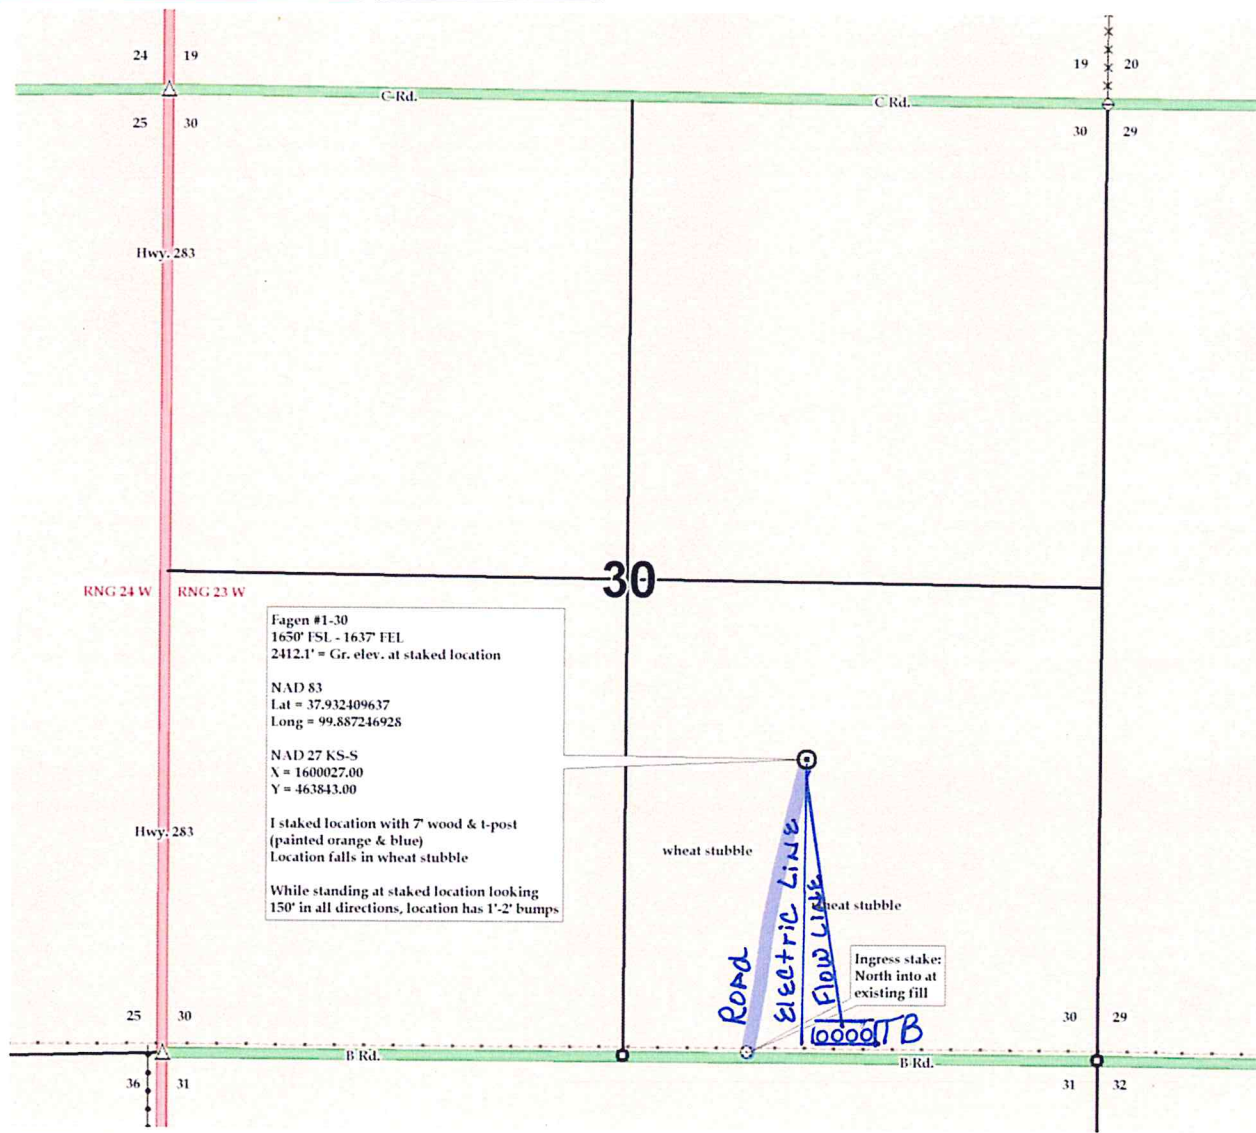 24 19
19 20
C Rd.
C Rd.
25 30
30 29
Hwy. 283
30
RNG 24 W RNG 23 W
Fagen #1-30
1650' FSL - 1637' FEL
2412.1' = Gr. elev. at staked location
NAD 83
Lat = 37.932409637
Long = 99.887246928
NAD 27 KS-S
X = 1600027.00
Y = 463843.00
I staked location with 7' wood & t-post
(painted orange & blue)
Location falls in wheat stubble
While standing at staked location looking
150' in all directions, location has 1'-2' bumps
Hwy. 283
wheat stubble
wheat stubble
Road
Electric Line
Flow Line
Ingress stake:
North into at
existing fill
TB
25 30
30 29
B Rd.
B Rd.
36 31
31 32